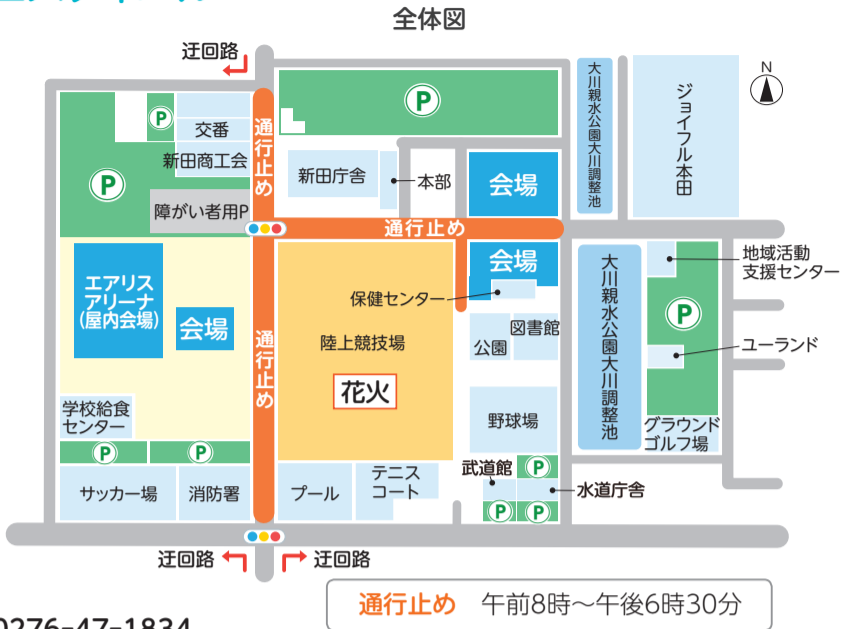 全体図
迂回路
N
P
P
P
交番
新田商工会
障がい者用P
通行止め
新田庁舎
本部
会場
大川親水公園大川調整池
ジョイフル本田
通行止め
エアリス
アリーナ
(屋内会場)
会場
通行止め
会場
保健センター
陸上競技場
花火
公園
図書館
大川親水公園大川調整池
地域活動
支援センター
P
ユーランド
グラウンド
ゴルフ場
学校給食
センター
野球場
P
P
サッカー場
消防署
プール
テニス
コート
武道館
P
水道庁舎
P
P
迂回路
迂回路
通行止め 午前8時~午後6時30分
0276-47-1834